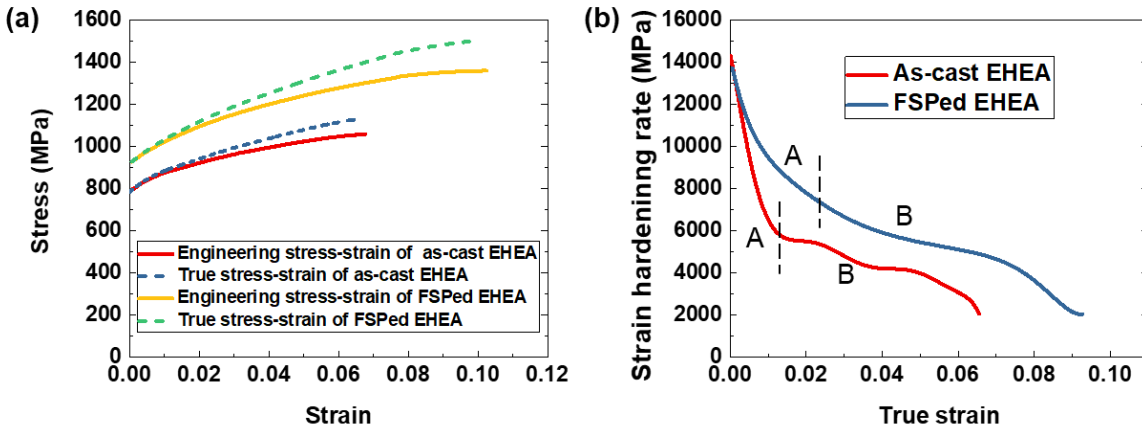 (a)
Stress (MPa)
1600
1400
1200
1000
800
600
400
200
0
Engineering stress-strain of as-cast EHEA
True stress-strain of as-cast EHEA
Engineering stress-strain of FSPed EHEA
True stress-strain of FSPed EHEA
0.00 0.02 0.04 0.06 0.08 0.10 0.12
Strain
(b)
Strain hardenining rate (MPa)
16000
14000
12000
10000
8000
6000
4000
2000
0
As-cast EHEA
FSPed EHEA
A
B
A
B
0.00 0.02 0.04 0.06 0.08 0.10
True strain